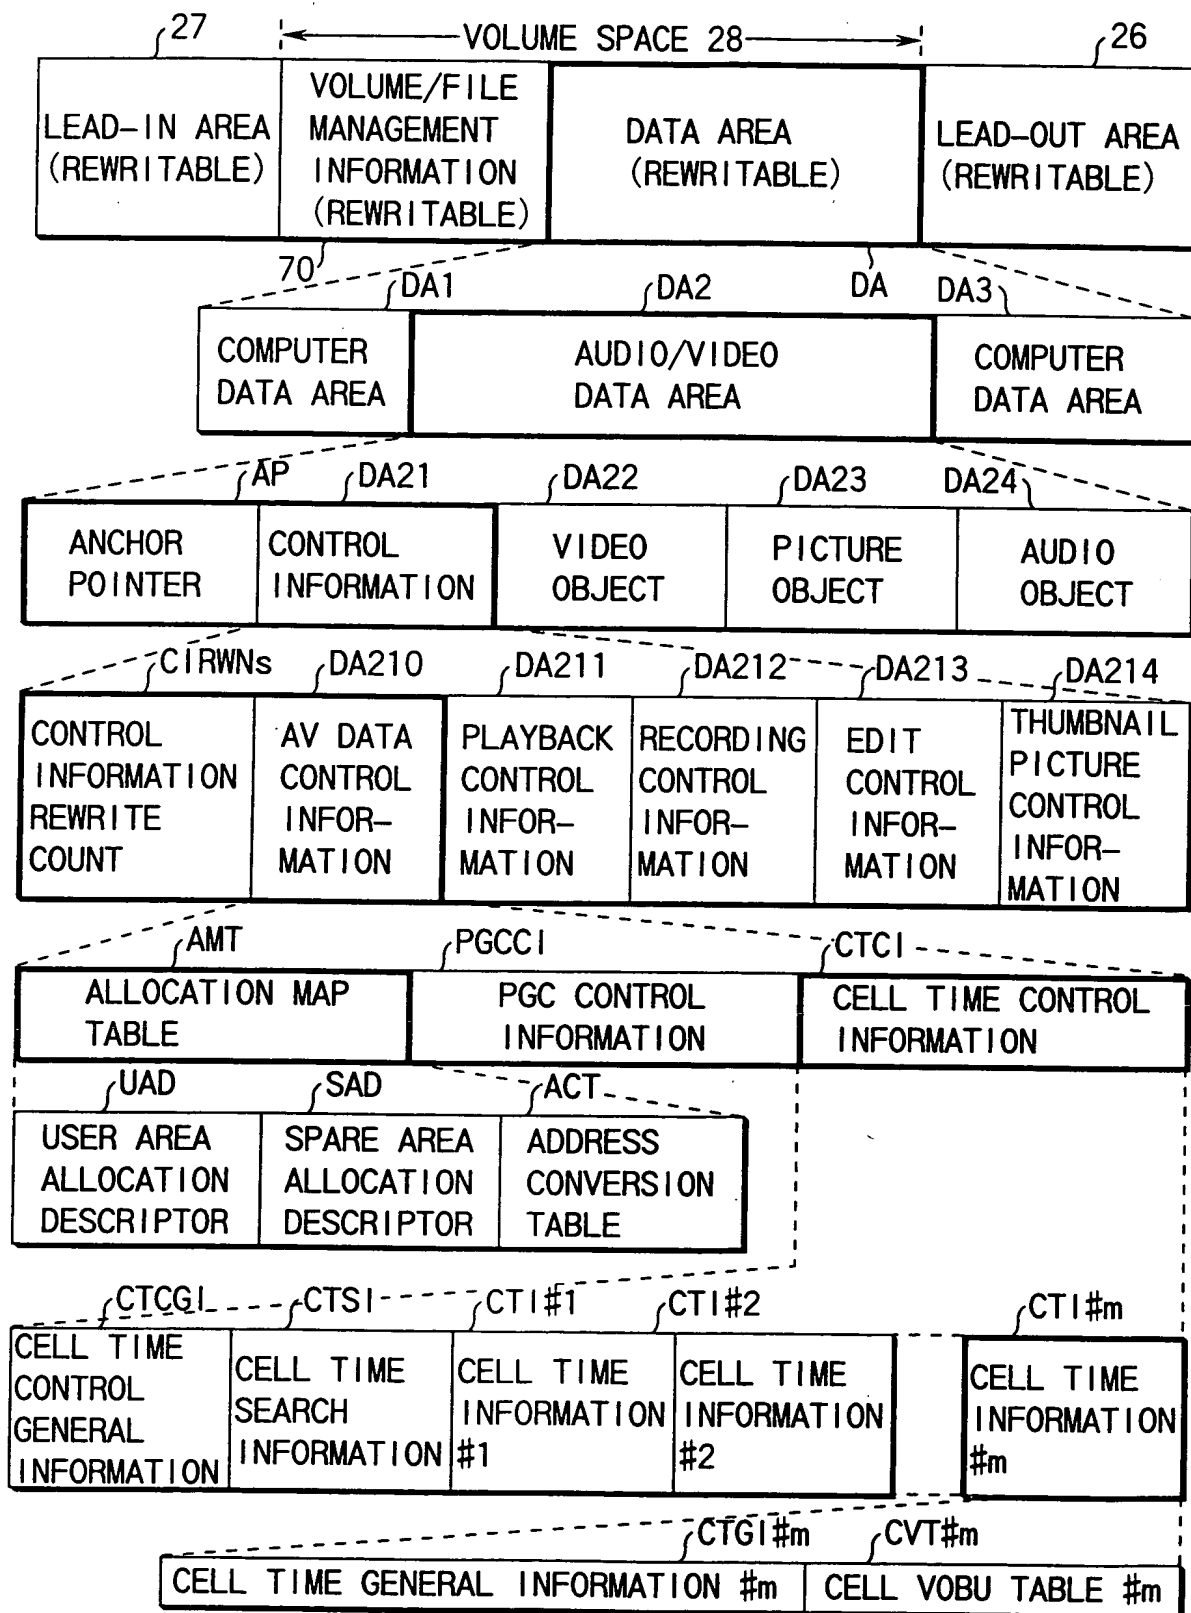 27
VOLUME SPACE 28
26
LEAD-IN AREA
(REWRITABLE)
VOLUME/FILE
MANAGEMENT
INFORMATION
(REWRITABLE)
DATA AREA
(REWRITABLE)
LEAD-OUT AREA
(REWRITABLE)
70
DA
DA1
DA2
DA3
COMPUTER
DATA AREA
AUDIO/VIDEO
DATA AREA
COMPUTER
DATA AREA
AP
DA21
DA22
DA23
DA24
ANCHOR
POINTER
CONTROL
INFORMATION
VIDEO
OBJECT
PICTURE
OBJECT
AUDIO
OBJECT
CIRWNs
DA210
DA211
DA212
DA213
DA214
CONTROL
INFORMATION
REWRITE
COUNT
AV DATA
CONTROL
INFOR-
MATION
PLAYBACK
CONTROL
INFOR-
MATION
RECORDING
CONTROL
INFOR-
MATION
EDIT
CONTROL
INFOR-
MATION
THUMBNAIL
PICTURE
CONTROL
INFOR-
MATION
AMT
PGCCI
CTCI
ALLOCATION MAP
TABLE
PGC CONTROL
INFORMATION
CELL TIME CONTROL
INFORMATION
UAD
SAD
ACT
USER AREA
ALLOCATION
DESCRIPTOR
SPARE AREA
ALLOCATION
DESCRIPTOR
ADDRESS
CONVERSION
TABLE
CTCGI
CTSI
CTI#1
CTI#2
CTI#m
CELL TIME
CONTROL
GENERAL
INFORMATION
CELL TIME
SEARCH
INFORMATION
CELL TIME
INFORMATION
#1
CELL TIME
INFORMATION
#2
CELL TIME
INFORMATION
#m
CTGI#m
CVT#m
CELL TIME GENERAL INFORMATION #m
CELL VOBU TABLE #m